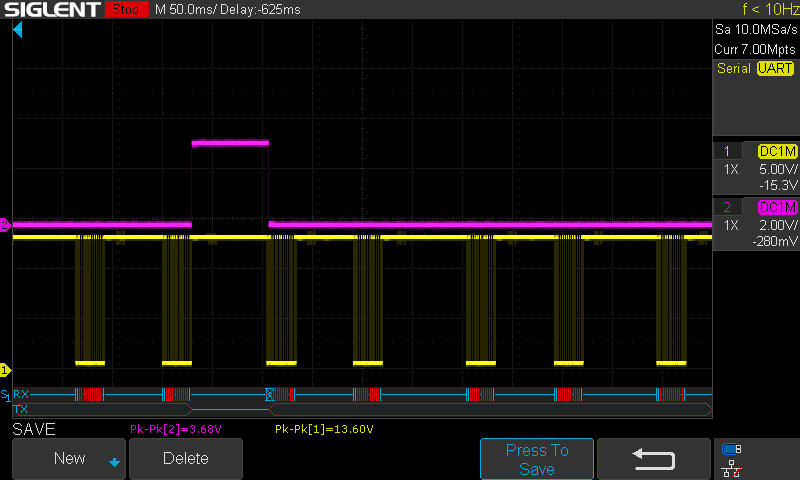 SIGLENT Stop M 50.0ms/ Delay:-625ms f < 10Hz
Sa 10.0MSa/s
Curr 7.00Mpts
Serial UART
1 DC1M
1X 5.00V/
-15.3V
2 DC1M
1X 2.00V/
-280mV
2
1
S1 RX
TX
SAVE Pk-Pk[2]=3.68V Pk-Pk[1]=13.60V
New Delete Press To Save